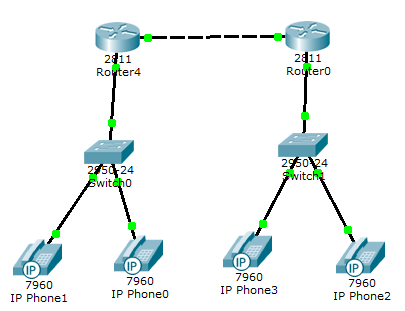 2811
Router4
2811
Router0
2950-24
Switch0
2950-24
Switch1
IP
7960
IP Phone1
IP
7960
IP Phone0
IP
7960
IP Phone3
IP
7960
IP Phone2